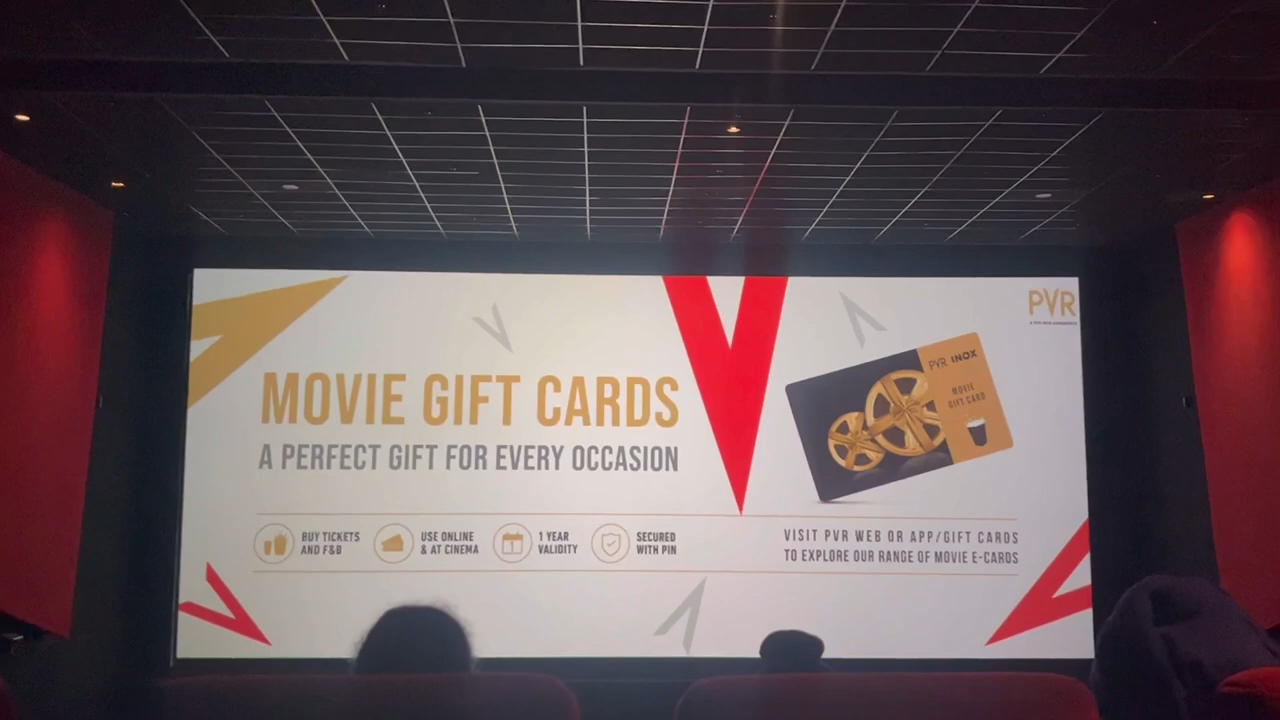 PVR
PVR INOX
MOVIE
GIFT CARD
MOVIE GIFT CARDS
A PERFECT GIFT FOR EVERY OCCASION
BUY TICKETS
AND F&B
USE ONLINE
& AT CINEMA
1 YEAR
VALIDITY
SECURED
WITH PIN
VISIT PVR WEB OR APP/GIFT CARDS
TO EXPLORE OUR RANGE OF MOVIE E-CARDS